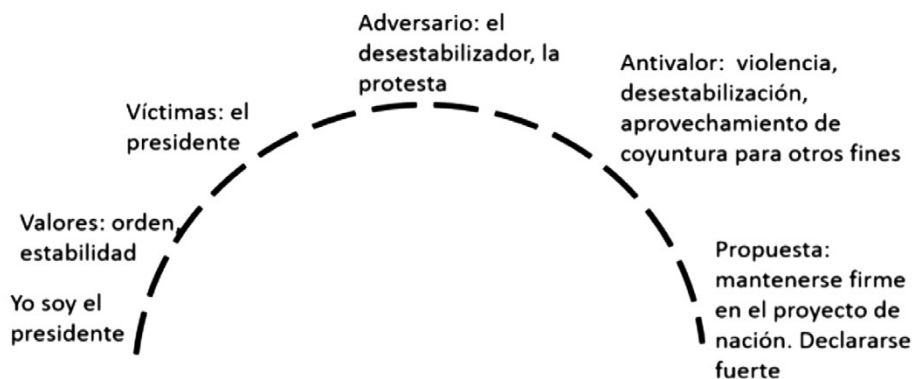 Yo soy el
presidente
Valores: orden,
estabilidad
Víctimas: el
presidente
Adversario: el
desestabilizador, la
protesta
Antivalor:  violencia,
desestabilización,
aprovechamiento de
coyuntura para otros fines
Propuesta:
mantenerse firme
en el proyecto de
nación. Declararse
fuerte